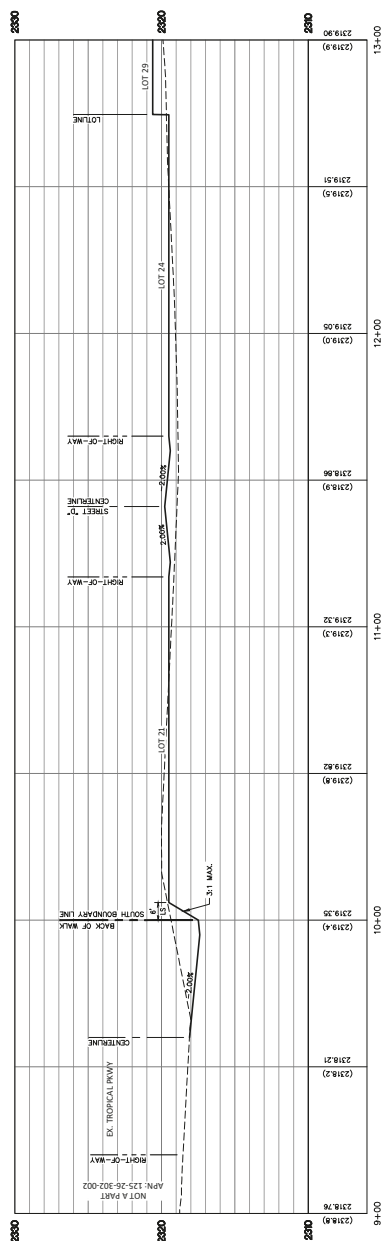 2330
2320
2310
2330
2320
2310
NOT A PART
APN: 125-26-302-002
RIGHT-OF-WAY
EX. TROPICAL PKWY
CENTERLINE
-2.00%
BACK OF WALK
SOUTH BOUNDARY LINE
6'
LS
3:1 MAX.
LOT 21
RIGHT-OF-WAY
2.00%
STREET "D"
CENTERLINE
-2.00%
RIGHT-OF-WAY
LOT 24
LOTLINE
LOT 29
(2318.8)
2318.76
(2318.2)
2318.21
(2319.4)
2319.35
(2319.8)
2319.82
(2319.3)
2319.32
(2318.9)
2318.86
(2319.0)
2319.05
(2319.5)
2319.51
(2319.9)
2319.90
9+00
10+00
11+00
12+00
13+00